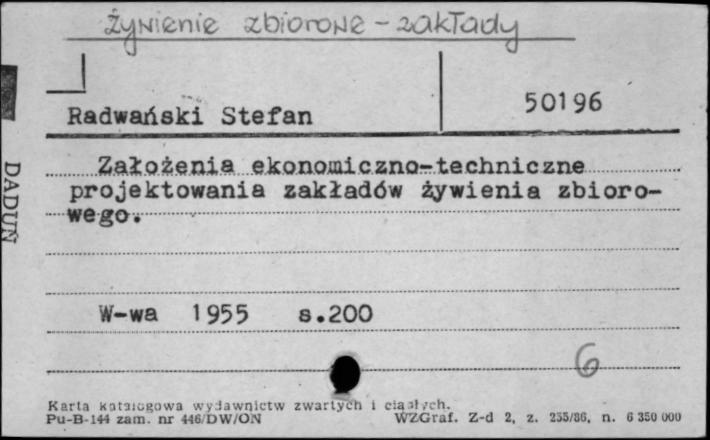 żywienie zbiorowe - zakłady
Radwański Stefan
50196
Założenia ekonomiczno-techniczne
projektowania zakładów żywienia zbioro-
wego.
W-wa 1955 s.200
6
DADUŃ
Karta katalogowa wydawnictw zwartych i ciągłych.
Pu-B-144 zam. nr 446/DW/ON
WZGraf. Z-d 2, z. 235/86, n. 6 350 000